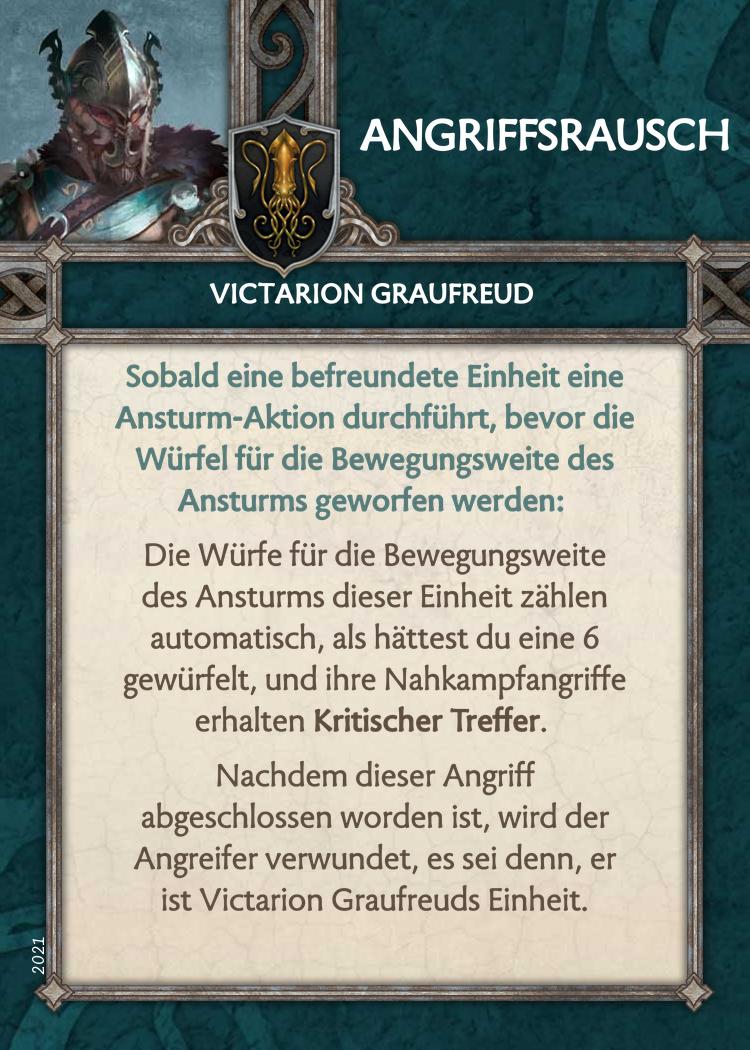 ANGRIFFSRAUSCH
VICTARION GRAUFREUD
Sobald eine befreundete Einheit eine
Ansturm-Aktion durchführt, bevor die
Würfel für die Bewegungsweite des
Ansturms geworfen werden:
Die Würfe für die Bewegungsweite
des Ansturms dieser Einheit zählen
automatisch, als hättest du eine 6
gewürfelt, und ihre Nahkampfangriffe
erhalten Kritischer Treffer.
Nachdem dieser Angriff
abgeschlossen worden ist, wird der
Angreifer verwundet, es sei denn, er
ist Victarion Graufreuds Einheit.
2021